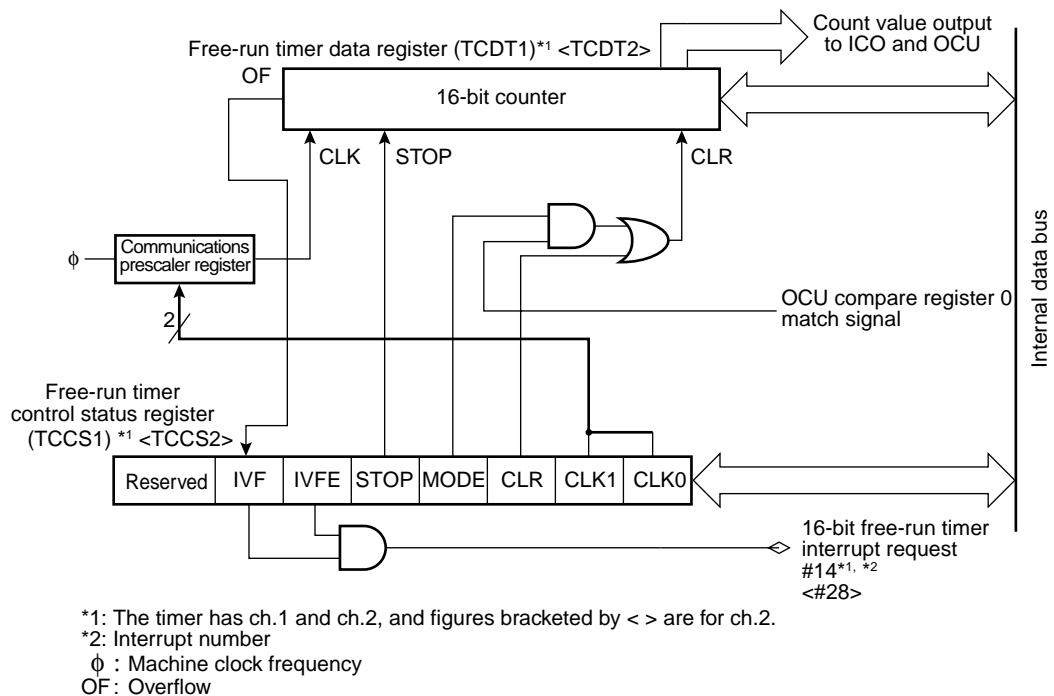 Count value output
to ICO and OCU
Free-run timer data register (TCDT1)*1 <TCDT2>
OF
16-bit counter
CLK
STOP
CLR
Communications
prescaler register
ϕ
2
OCU compare register 0
match signal
Internal data bus
Free-run timer
control status register
(TCCS1) *1 <TCCS2>
Reserved IVF IVFE STOP MODE CLR CLK1 CLK0
16-bit free-run timer
interrupt request
#14*1, *2
<#28>
*1: The timer has ch.1 and ch.2, and figures bracketed by < > are for ch.2.
*2: Interrupt number
ϕ : Machine clock frequency
OF : Overflow